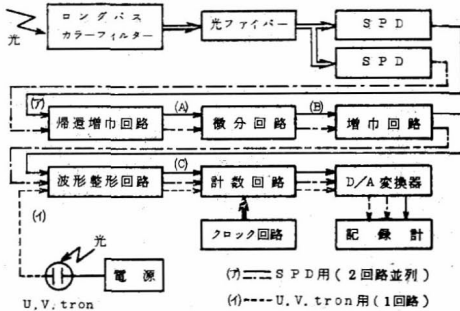 光
ロングパス
カラーフィルター
光ファイバー
SPD
SPD
(ア)
帰還増巾回路
(A)
微分回路
(B)
増巾回路
波形整形回路
(C)
計数回路
D/A変換器
(イ)
クロック回路
記録計
光
電源
U.V.tron
(ア) SPD用(2回路並列)
(イ) U.V.tron用(1回路)